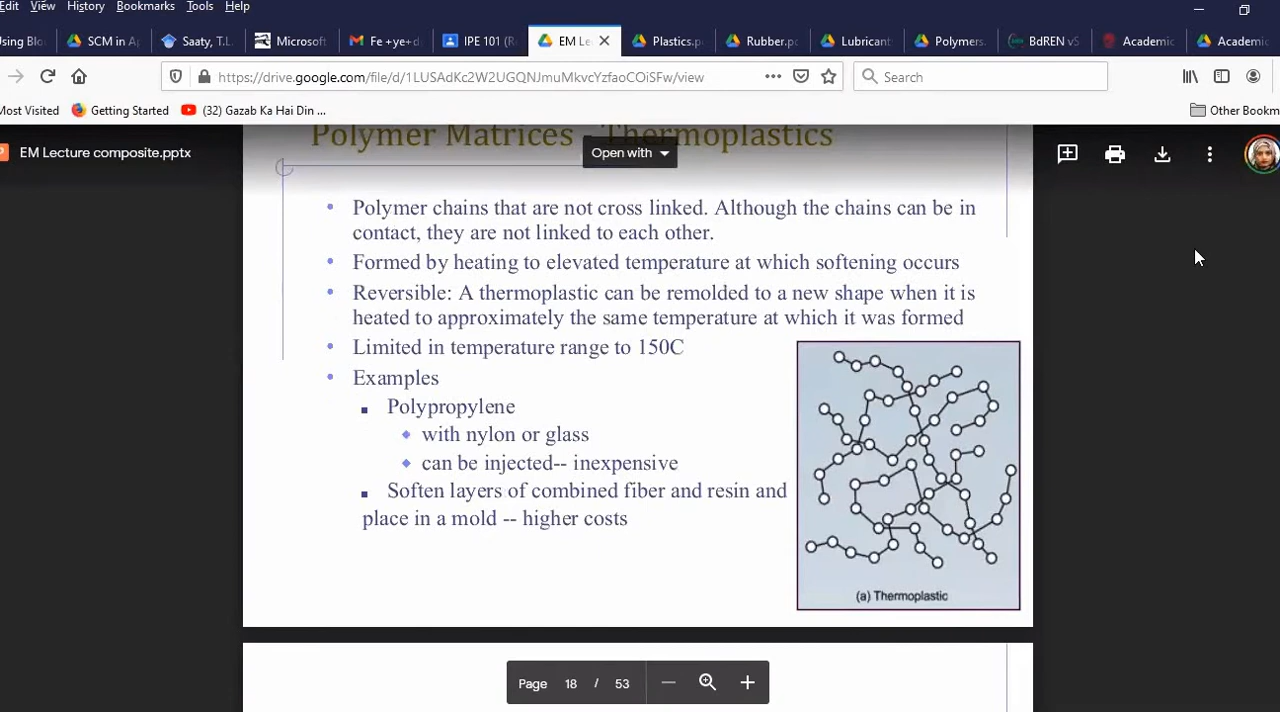 Edit View History Bookmarks Tools Help
sing Blo SCM in Ap Saaty, T.L. Microsoft Fe +ye+d IPE 101 (R EM Le Plastics.p Rubber.pc Lubricant Polymers. BdREN vS Academic Academic
https://drive.google.com/file/d/1LUSAdKc2W2UGQNJmuMkvcYzfaoCOiSFw/view Search
Most Visited Getting Started (32) Gazab Ka Hai Din ... Other Bookm
Polymer Matrices - Thermoplastics
EM Lecture composite.pptx Open with
Polymer chains that are not cross linked. Although the chains can be in
contact, they are not linked to each other.
Formed by heating to elevated temperature at which softening occurs
Reversible: A thermoplastic can be remolded to a new shape when it is
heated to approximately the same temperature at which it was formed
Limited in temperature range to 150C
Examples
Polypropylene
with nylon or glass
can be injected-- inexpensive
Soften layers of combined fiber and resin and
place in a mold -- higher costs
(a) Thermoplastic
Page 18 / 53